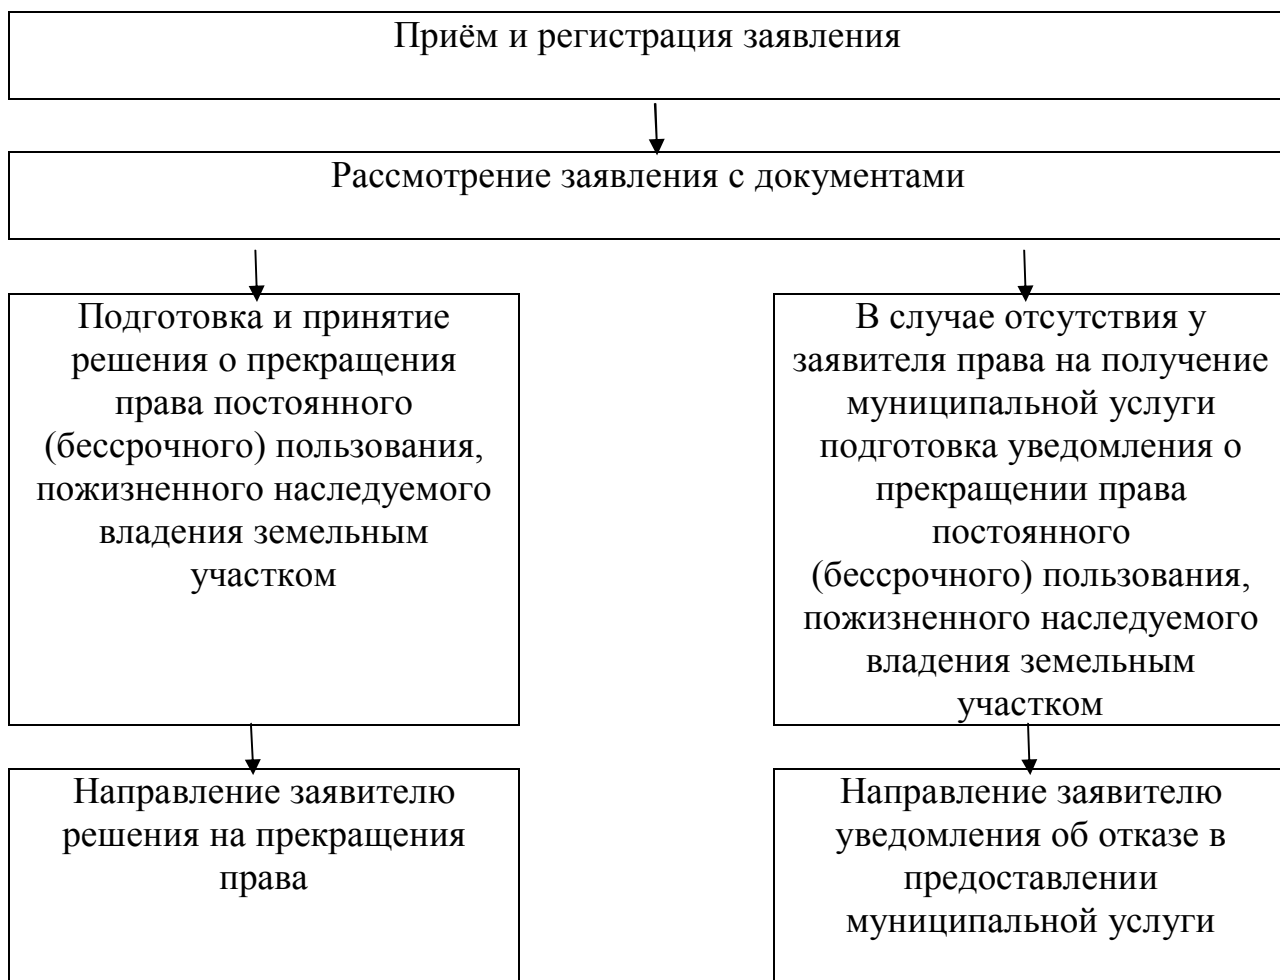 Приём и регистрация заявления
Рассмотрение заявления с документами
Подготовка и принятие
решения о прекращения
права постоянного
(бессрочного) пользования,
пожизненного наследуемого
владения земельным
участком
В случае отсутствия у
заявителя права на получение
муниципальной услуги
подготовка уведомления о
прекращении права
постоянного
(бессрочного) пользования,
пожизненного наследуемого
владения земельным
участком
Направление заявителю
решения на прекращения
права
Направление заявителю
уведомления об отказе в
предоставлении
муниципальной услуги